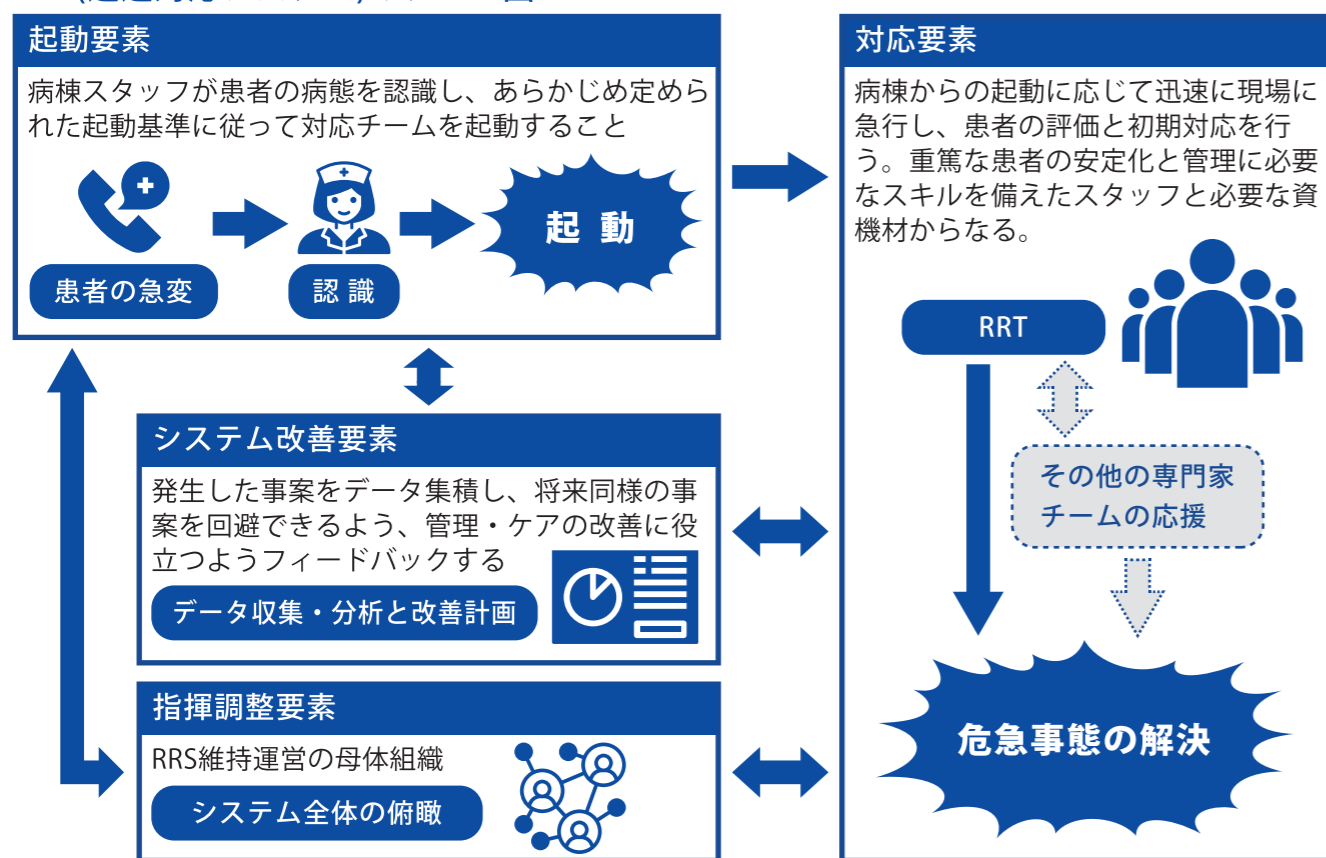 起動要素
病棟スタッフが患者の病態を認識し、あらかじめ定めら
れた起動基準に従って対応チームを起動すること
患者の急変
認 識
起 動
対応要素
病棟からの起動に応じて迅速に現場に
急行し、患者の評価と初期対応を行
う。重篤な患者の安定化と管理に必要
なスキルを備えたスタッフと必要な資
機材からなる。
RRT
その他の専門家
チームの応援
危急事態の解決
システム改善要素
発生した事案をデータ集積し、将来同様の事
案を回避できるよう、管理・ケアの改善に役
立つようフィードバックする
データ収集・分析と改善計画
指揮調整要素
RRS維持運営の母体組織
システム全体の俯瞰